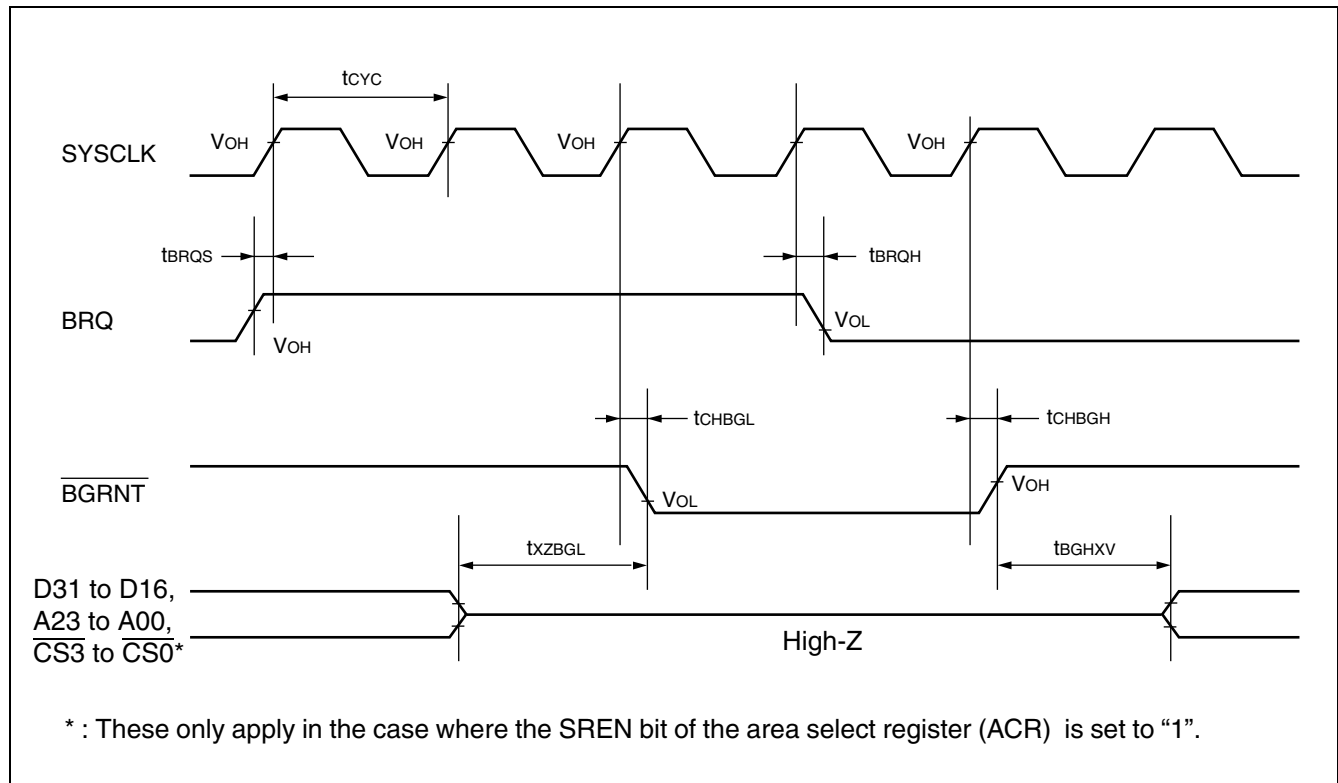 tCYC
VOH VOH VOH VOH
SYSCLK
tBRQS tBRQH
BRQ
VOH
VOL
tCHBGL tCHBGH
BGRNT
VOL
VOH
tXZBGL tBGHXV
D31 to D16,
A23 to A00,
CS3 to CS0*
High-Z
* : These only apply in the case where the SREN bit of the area select register (ACR) is set to “1”.